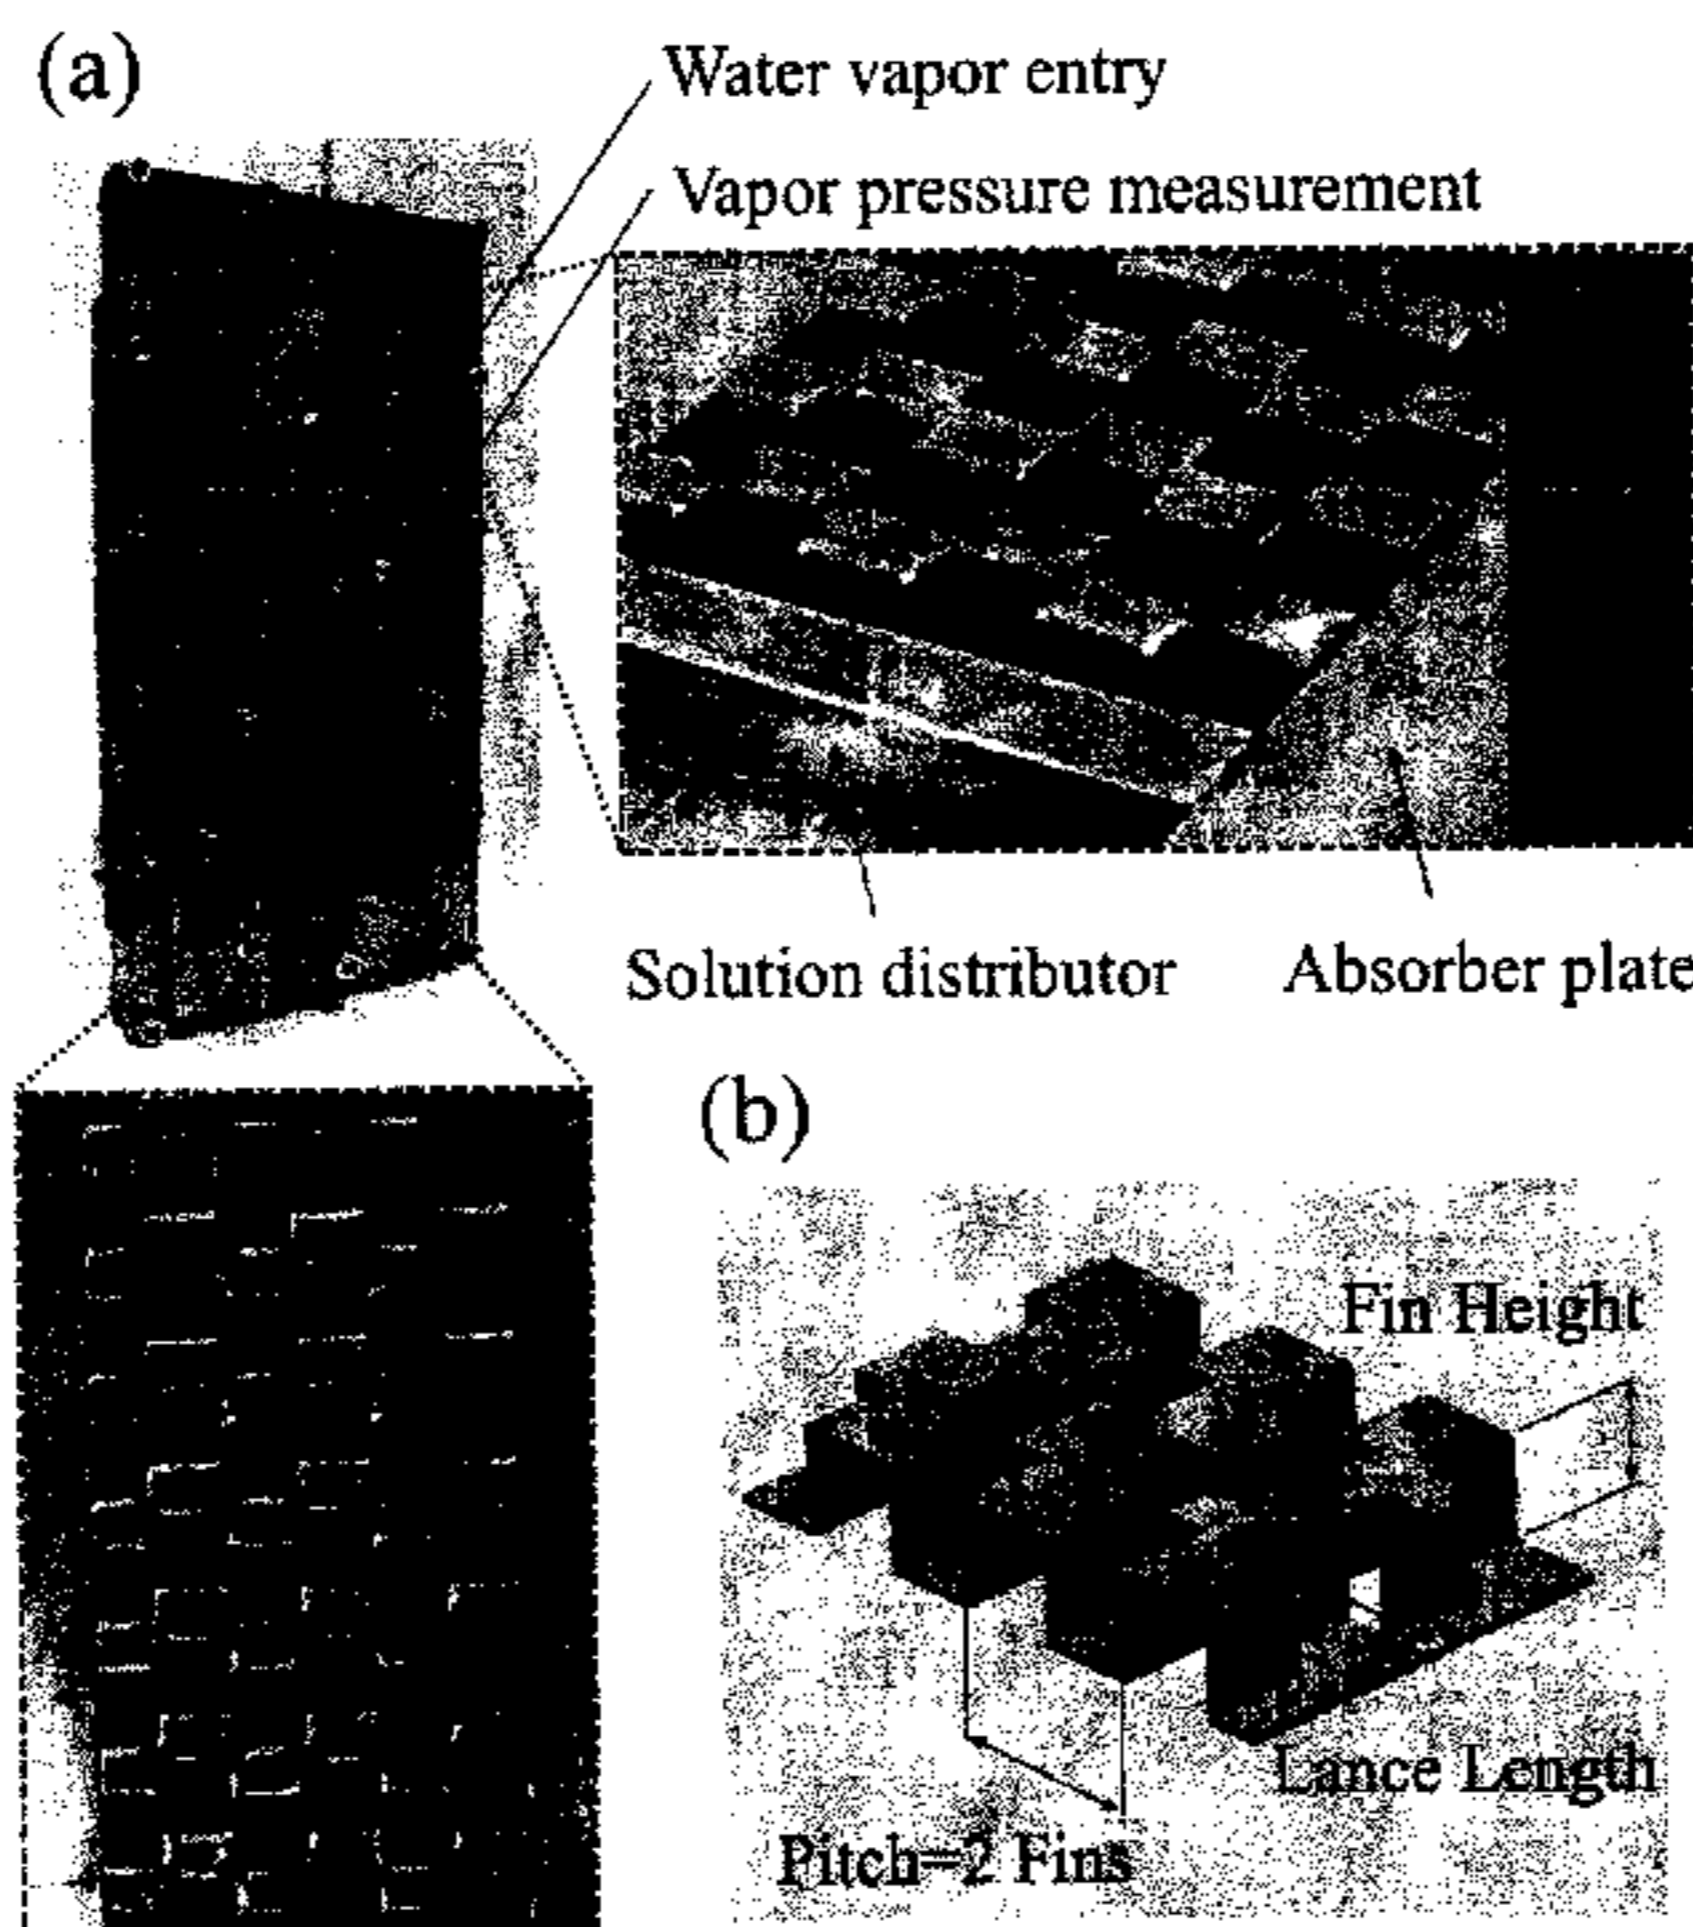 (a)
Water vapor entry
Vapor pressure measurement
Solution distributor
Absorber plate
(b)
Fin Height
Lance Length
Pitch=2 Fins